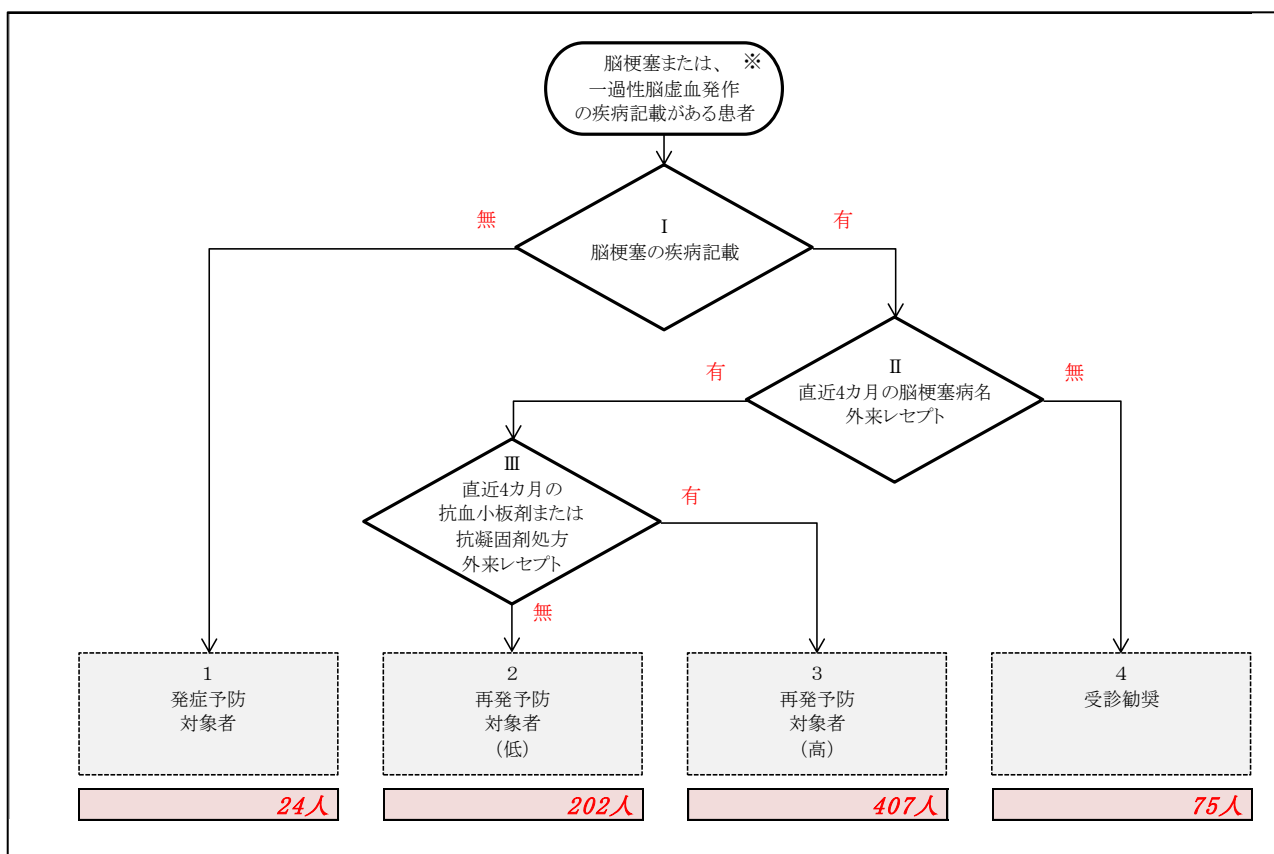 脳梗塞または、 ※
一過性脳虚血発作
の疾病記載がある患者
無
有
Ⅰ
脳梗塞の疾病記載
有
無
Ⅱ
直近4カ月の脳梗塞病名
外来レセプト
有
Ⅲ
直近4カ月の
抗血小板剤または
抗凝固剤処方
外来レセプト
無
1
発症予防
対象者
2
再発予防
対象者
(低)
3
再発予防
対象者
(高)
4
受診勧奨
24人
202人
407人
75人